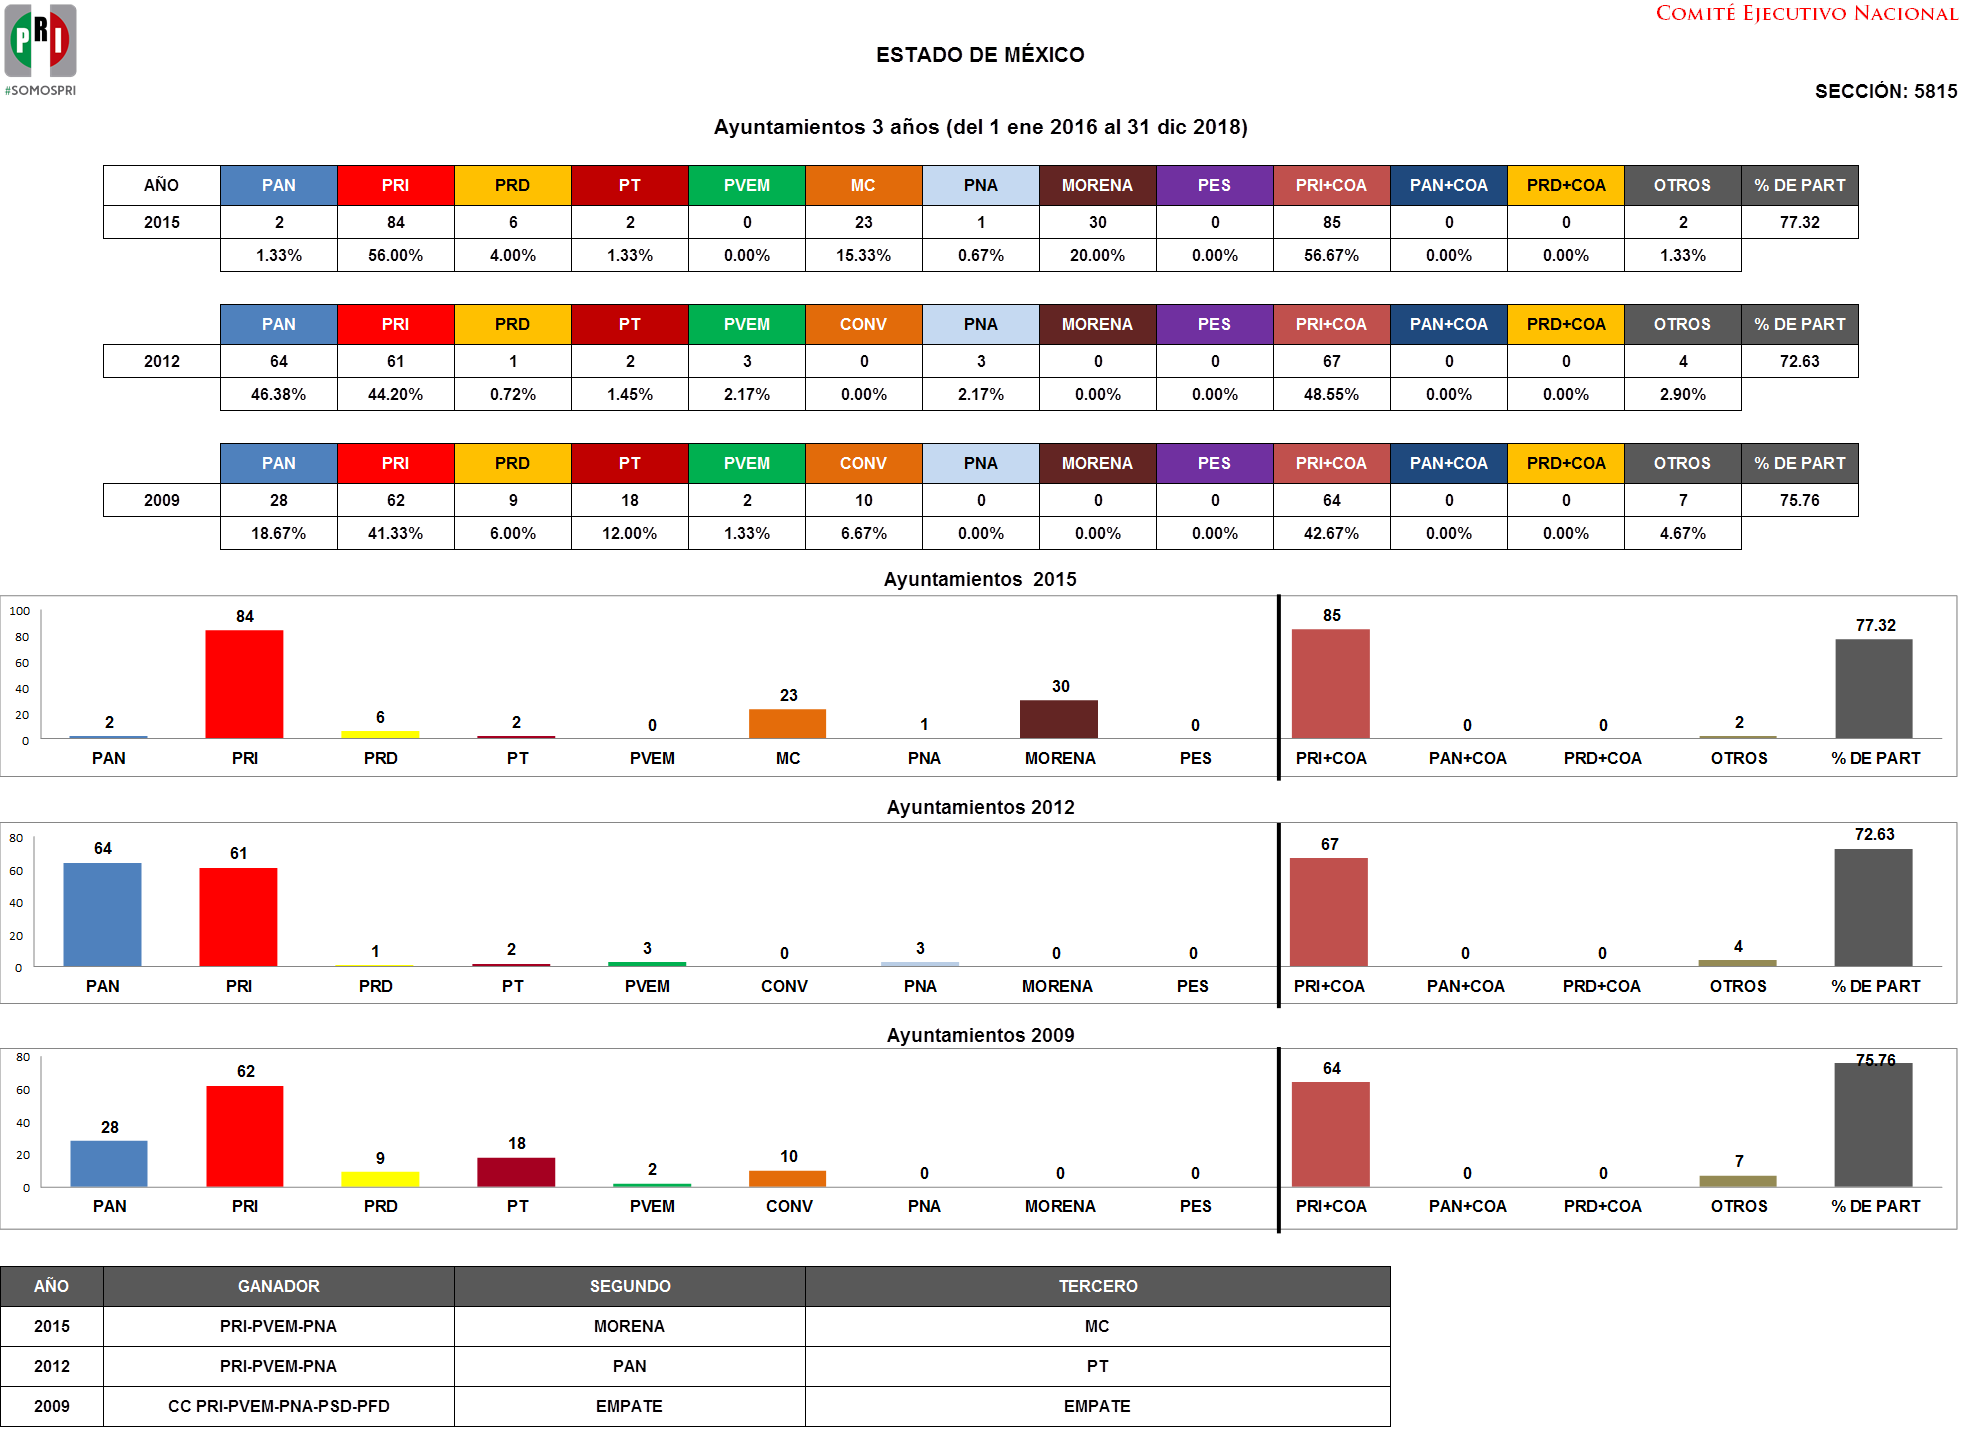 PRI
#SOMOSPRI
COMITÉ EJECUTIVO NACIONAL
ESTADO DE MÉXICO
SECCIÓN: 5815
Ayuntamientos 3 años (del 1 ene 2016 al 31 dic 2018)
AÑO PAN PRI PRD PT PVEM MC PNA MORENA PES PRI+COA PAN+COA PRD+COA OTROS % DE PART
2015 2 84 6 2 0 23 1 30 0 85 0 0 2 77.32
1.33% 56.00% 4.00% 1.33% 0.00% 15.33% 0.67% 20.00% 0.00% 56.67% 0.00% 0.00% 1.33%
PAN PRI PRD PT PVEM CONV PNA MORENA PES PRI+COA PAN+COA PRD+COA OTROS % DE PART
2012 64 61 1 2 3 0 3 0 0 67 0 0 4 72.63
46.38% 44.20% 0.72% 1.45% 2.17% 0.00% 2.17% 0.00% 0.00% 48.55% 0.00% 0.00% 2.90%
PAN PRI PRD PT PVEM CONV PNA MORENA PES PRI+COA PAN+COA PRD+COA OTROS % DE PART
2009 28 62 9 18 2 10 0 0 0 64 0 0 7 75.76
18.67% 41.33% 6.00% 12.00% 1.33% 6.67% 0.00% 0.00% 0.00% 42.67% 0.00% 0.00% 4.67%
Ayuntamientos 2015
100
80
60
40
20
0
2 84 6 2 0 23 1 30 0 85 0 0 2 77.32
PAN PRI PRD PT PVEM MC PNA MORENA PES PRI+COA PAN+COA PRD+COA OTROS % DE PART
Ayuntamientos 2012
80
60
40
20
0
64 61 1 2 3 0 3 0 0 67 0 0 4 72.63
PAN PRI PRD PT PVEM CONV PNA MORENA PES PRI+COA PAN+COA PRD+COA OTROS % DE PART
Ayuntamientos 2009
80
60
40
20
0
28 62 9 18 2 10 0 0 0 64 0 0 7 75.76
PAN PRI PRD PT PVEM CONV PNA MORENA PES PRI+COA PAN+COA PRD+COA OTROS % DE PART
AÑO GANADOR SEGUNDO TERCERO
2015 PRI-PVEM-PNA MORENA MC
2012 PRI-PVEM-PNA PAN PT
2009 CC PRI-PVEM-PNA-PSD-PFD EMPATE EMPATE